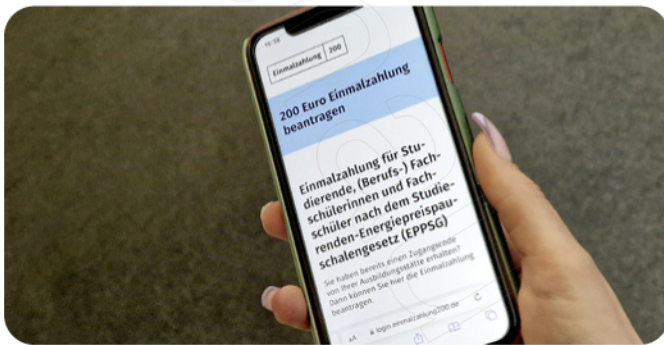 15:38
Einmalzahlung | 200
200 Euro Einmalzahlung
beantragen
Einmalzahlung für Stu-
dierende, (Berufs-) Fach-
schülerinnen und Fach-
schüler nach dem Studie-
renden-Energiepreispau-
schalengesetz (EPPSG)
Sie haben bereits einen Zugangscode
von Ihrer Ausbildungsstätte erhalten?
Dann können Sie hier die Einmalzahlung
beantragen.
AA login.einmalzahlung200.de